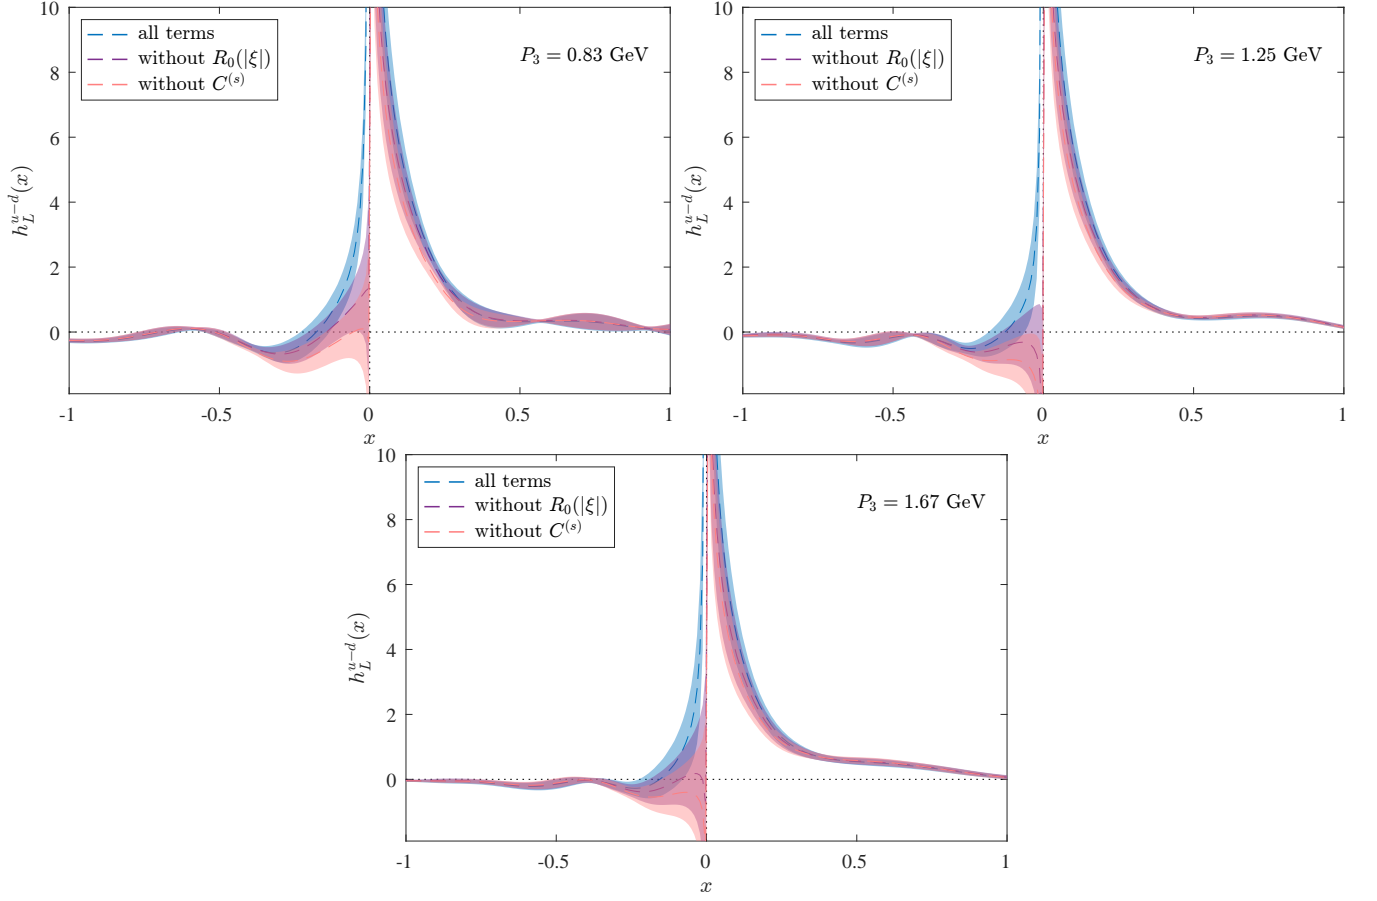 10
8
6
4
2
0
h_L^{u−d}(x)
all terms
without R₀(|ξ|)
without C^{(s)}
P₃ = 0.83 GeV
-1
-0.5
0
0.5
1
x
10
8
6
4
2
0
h_L^{u−d}(x)
all terms
without R₀(|ξ|)
without C^{(s)}
P₃ = 1.25 GeV
-1
-0.5
0
0.5
1
x
10
8
6
4
2
0
h_L^{u−d}(x)
all terms
without R₀(|ξ|)
without C^{(s)}
P₃ = 1.67 GeV
-1
-0.5
0
0.5
1
x